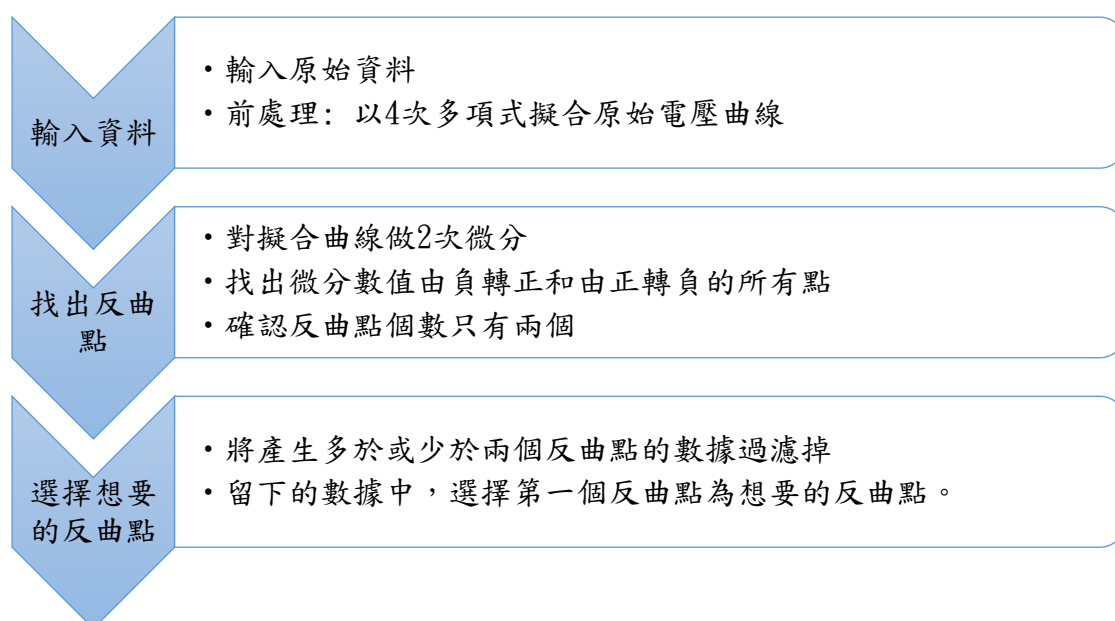 輸入資料
・輸入原始資料
・前處理: 以4次多項式擬合原始電壓曲線
找出反曲
點
・對擬合曲線做2次微分
・找出微分數值由負轉正和由正轉負的所有點
・確認反曲點個數只有兩個
選擇想要
的反曲點
・將產生多於或少於兩個反曲點的數據過濾掉
・留下的數據中，選擇第一個反曲點為想要的反曲點。